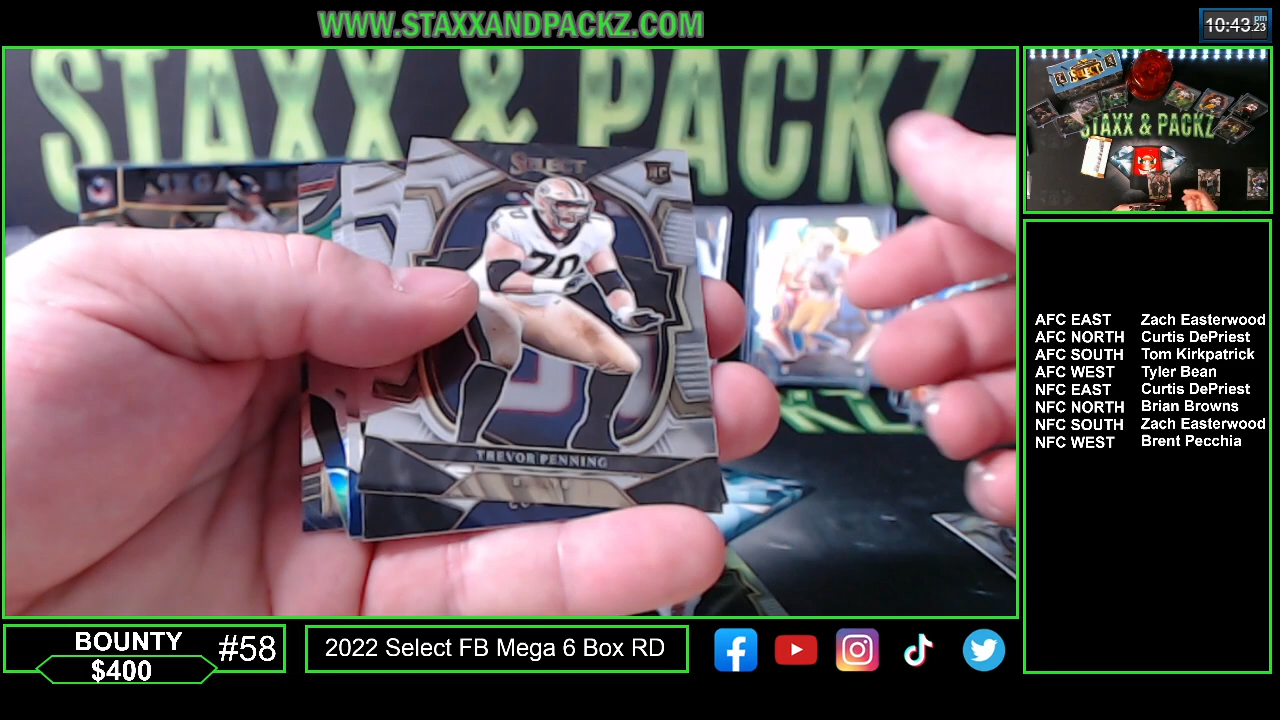 WWW.STAXXANDPACKZ.COM
10:43 pm
23
STAXX & PACKZ
SELECT
RC
70
TREVOR PENNING
SELECT
STAXX & PACKZ
AFC EAST Zach Easterwood
AFC NORTH Curtis DePriest
AFC SOUTH Tom Kirkpatrick
AFC WEST Tyler Bean
NFC EAST Curtis DePriest
NFC NORTH Brian Browns
NFC SOUTH Zach Easterwood
NFC WEST Brent Pecchia
BOUNTY #58
$400
2022 Select FB Mega 6 Box RD